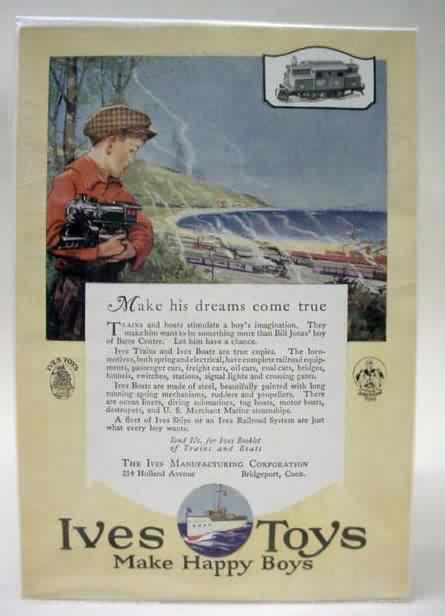 Make his dreams come true
TRAINS and boats stimulate a boy's imagination. They
make him want to be something more than Bill Jones' boy
of Barre Centre. Let him have a chance.
Ives Trains and Ives Boats are true copies. The loco-
motives, both spring and electrical, have complete railroad equip-
ments, passenger cars, freight cars, oil cars, coal cars, bridges,
tunnels, switches, stations, signal lights and crossing gates.
Ives Boats are made of steel, beautifully painted with long
running spring mechanisms, rudders and propellers. There
are ocean liners, diving submarines, tug boats, motor boats,
destroyers, and U. S. Merchant Marine steamships.
A fleet of Ives Ships or an Ives Railroad System are just
what every boy wants.
Send 15c. for Ives Booklet
of Trains and Boats
THE IVES MANUFACTURING CORPORATION
234 Holland Avenue Bridgeport, Conn.
IVES TOYS
Ives Toys
Make Happy Boys